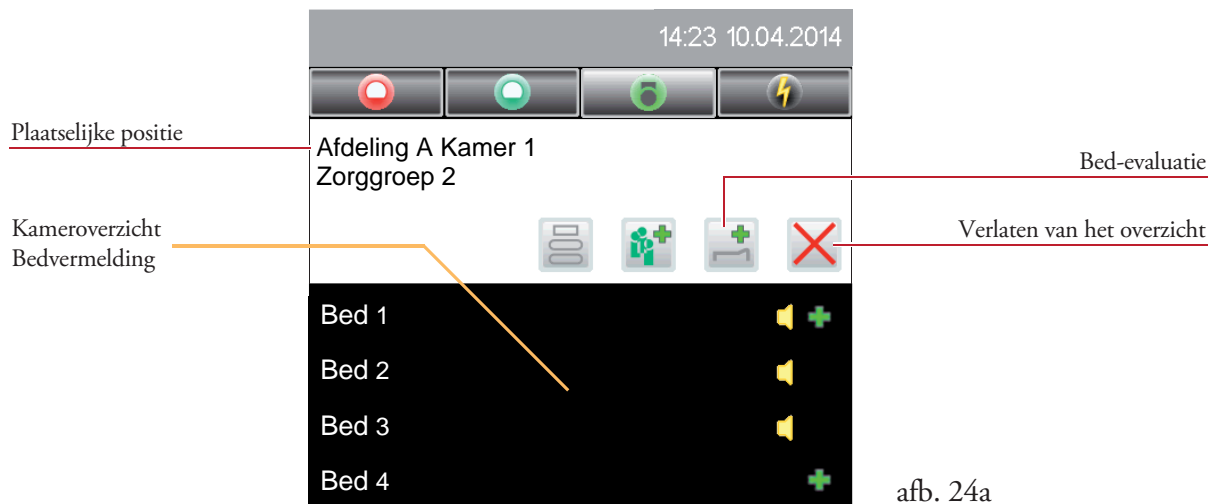 14:23 10.04.2014
Plaatselijke positie
Afdeling A Kamer 1
Zorggroep 2
Bed-evaluatie
Kameroverzicht
Bedvermelding
Verlaten van het overzicht
Bed 1
Bed 2
Bed 3
Bed 4
afb. 24a